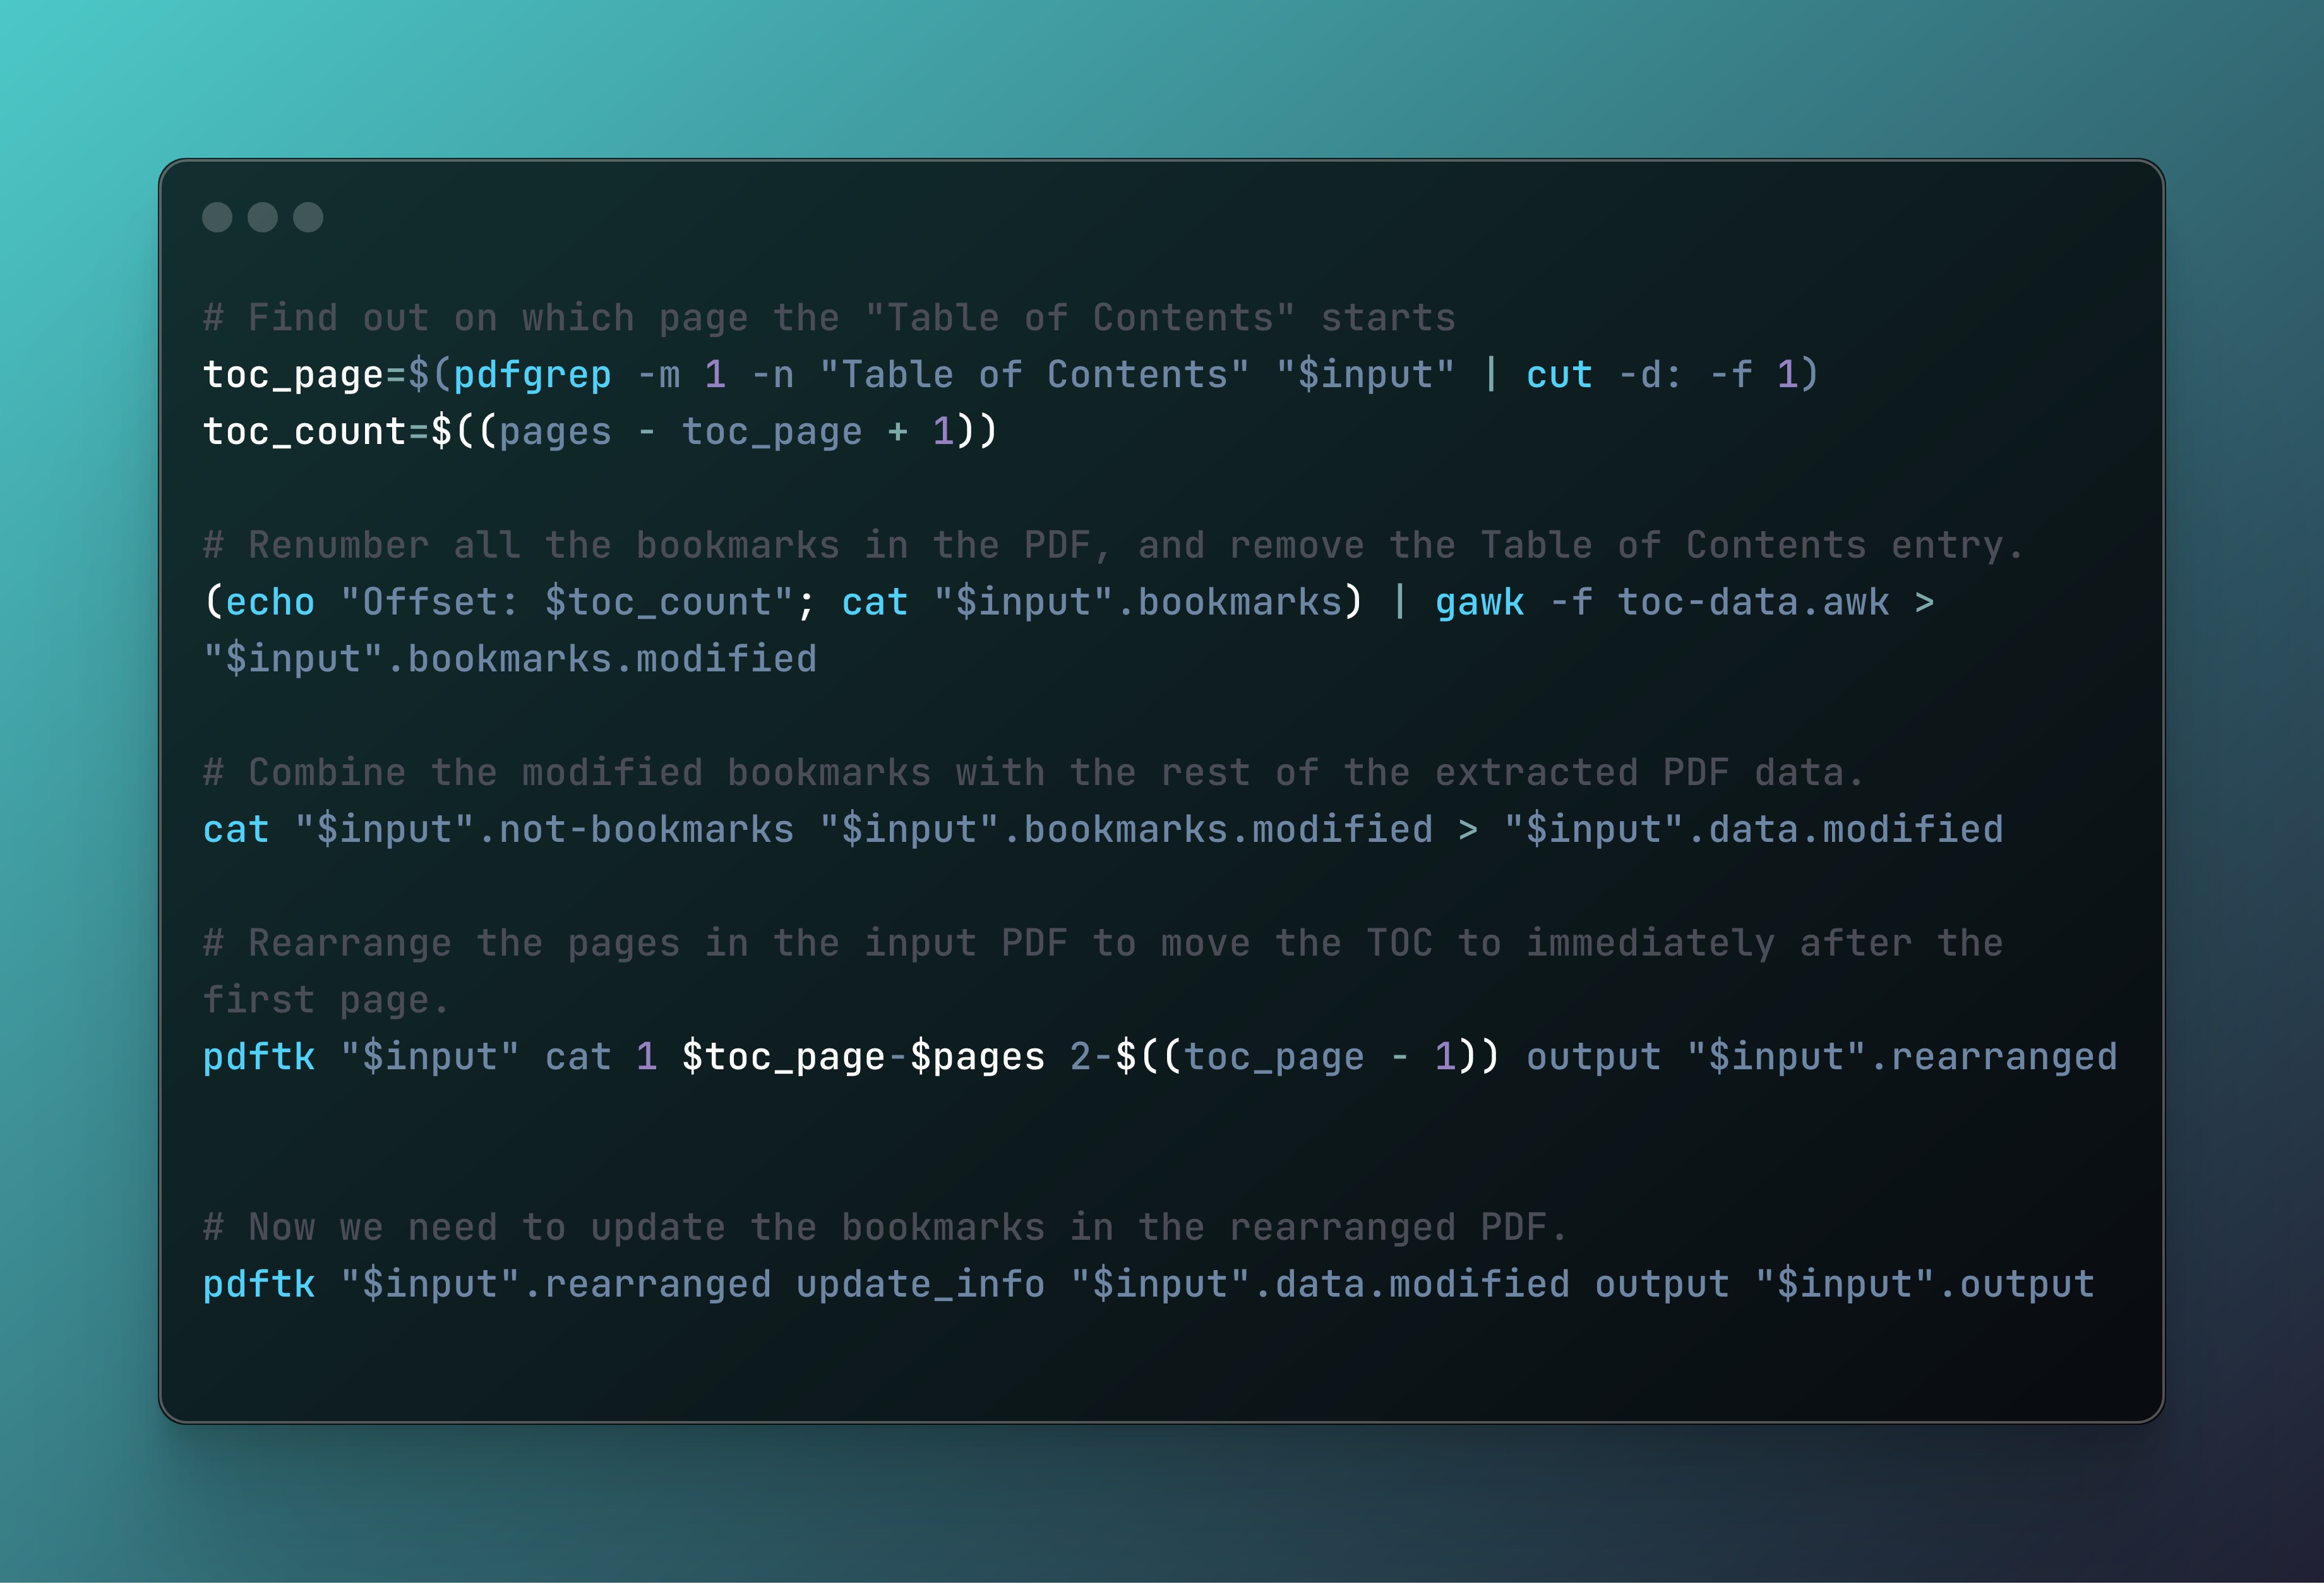 # Find out on which page the "Table of Contents" starts
toc_page=$(pdfgrep -m 1 -n "Table of Contents" "$input" | cut -d: -f 1)
toc_count=$((pages - toc_page + 1))
# Renumber all the bookmarks in the PDF, and remove the Table of Contents entry.
(echo "Offset: $toc_count"; cat "$input".bookmarks) | gawk -f toc-data.awk >
"$input".bookmarks.modified
# Combine the modified bookmarks with the rest of the extracted PDF data.
cat "$input".not-bookmarks "$input".bookmarks.modified > "$input".data.modified
# Rearrange the pages in the input PDF to move the TOC to immediately after the
first page.
pdftk "$input" cat 1 $toc_page-$pages 2-$((toc_page - 1)) output "$input".rearranged
# Now we need to update the bookmarks in the rearranged PDF.
pdftk "$input".rearranged update_info "$input".data.modified output "$input".output